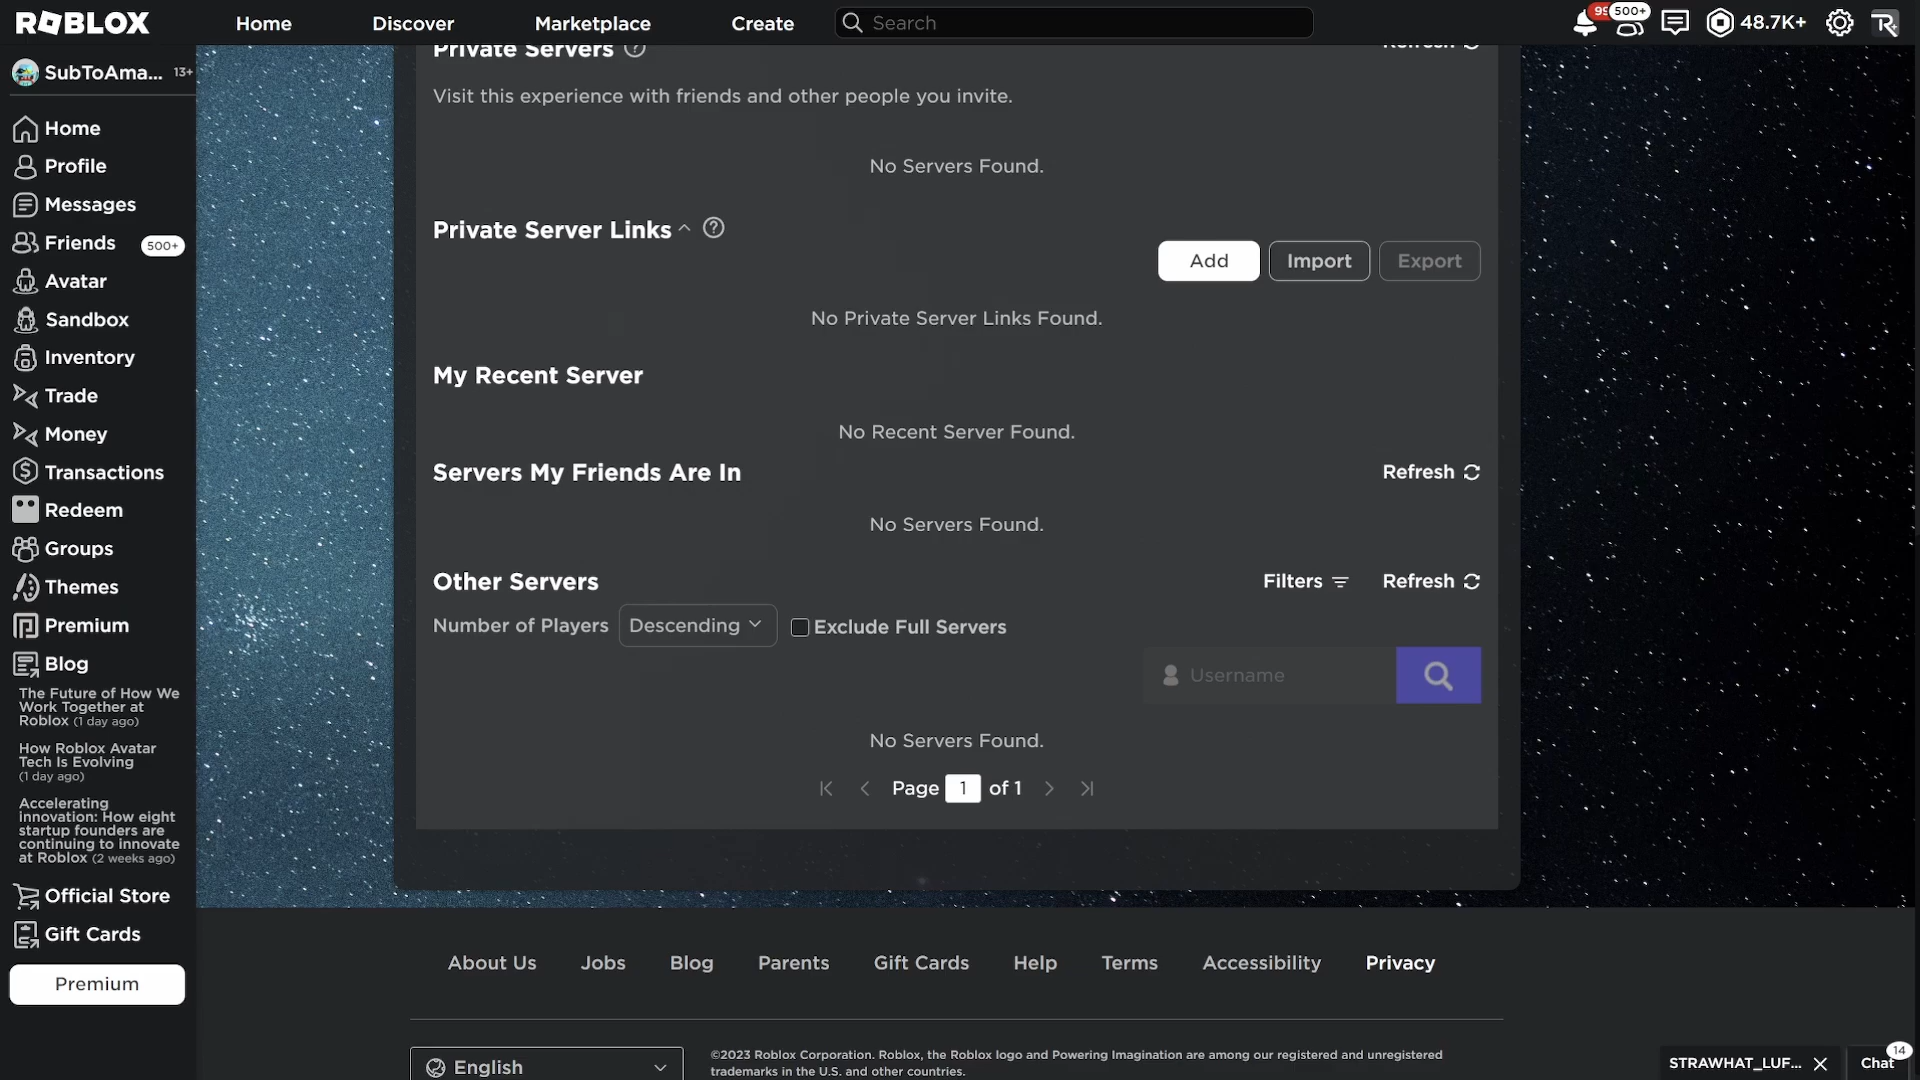 ROBLOX
Home
Discover
Marketplace
Create
Search
500+
48.7K+
SubToAma...
13+
Home
Profile
Messages
Friends
500+
Avatar
Sandbox
Inventory
Trade
Money
Transactions
Redeem
Groups
Themes
Premium
Blog
The Future of How We
Work Together at
Roblox (1 day ago)
How Roblox Avatar
Tech Is Evolving
(1 day ago)
Accelerating
innovation: How eight
startup founders are
continuing to innovate
at Roblox (2 weeks ago)
Official Store
Gift Cards
Premium
Private Servers
Refresh
Visit this experience with friends and other people you invite.
No Servers Found.
Private Server Links
Add
Import
Export
No Private Server Links Found.
My Recent Server
No Recent Server Found.
Servers My Friends Are In
Refresh
No Servers Found.
Other Servers
Filters
Refresh
Number of Players
Descending
Exclude Full Servers
Username
No Servers Found.
Page 1 of 1
About Us
Jobs
Blog
Parents
Gift Cards
Help
Terms
Accessibility
Privacy
English
©2023 Roblox Corporation. Roblox, the Roblox logo and Powering Imagination are among our registered and unregistered
trademarks in the U.S. and other countries.
STRAWHAT_LUF...
Chat
14